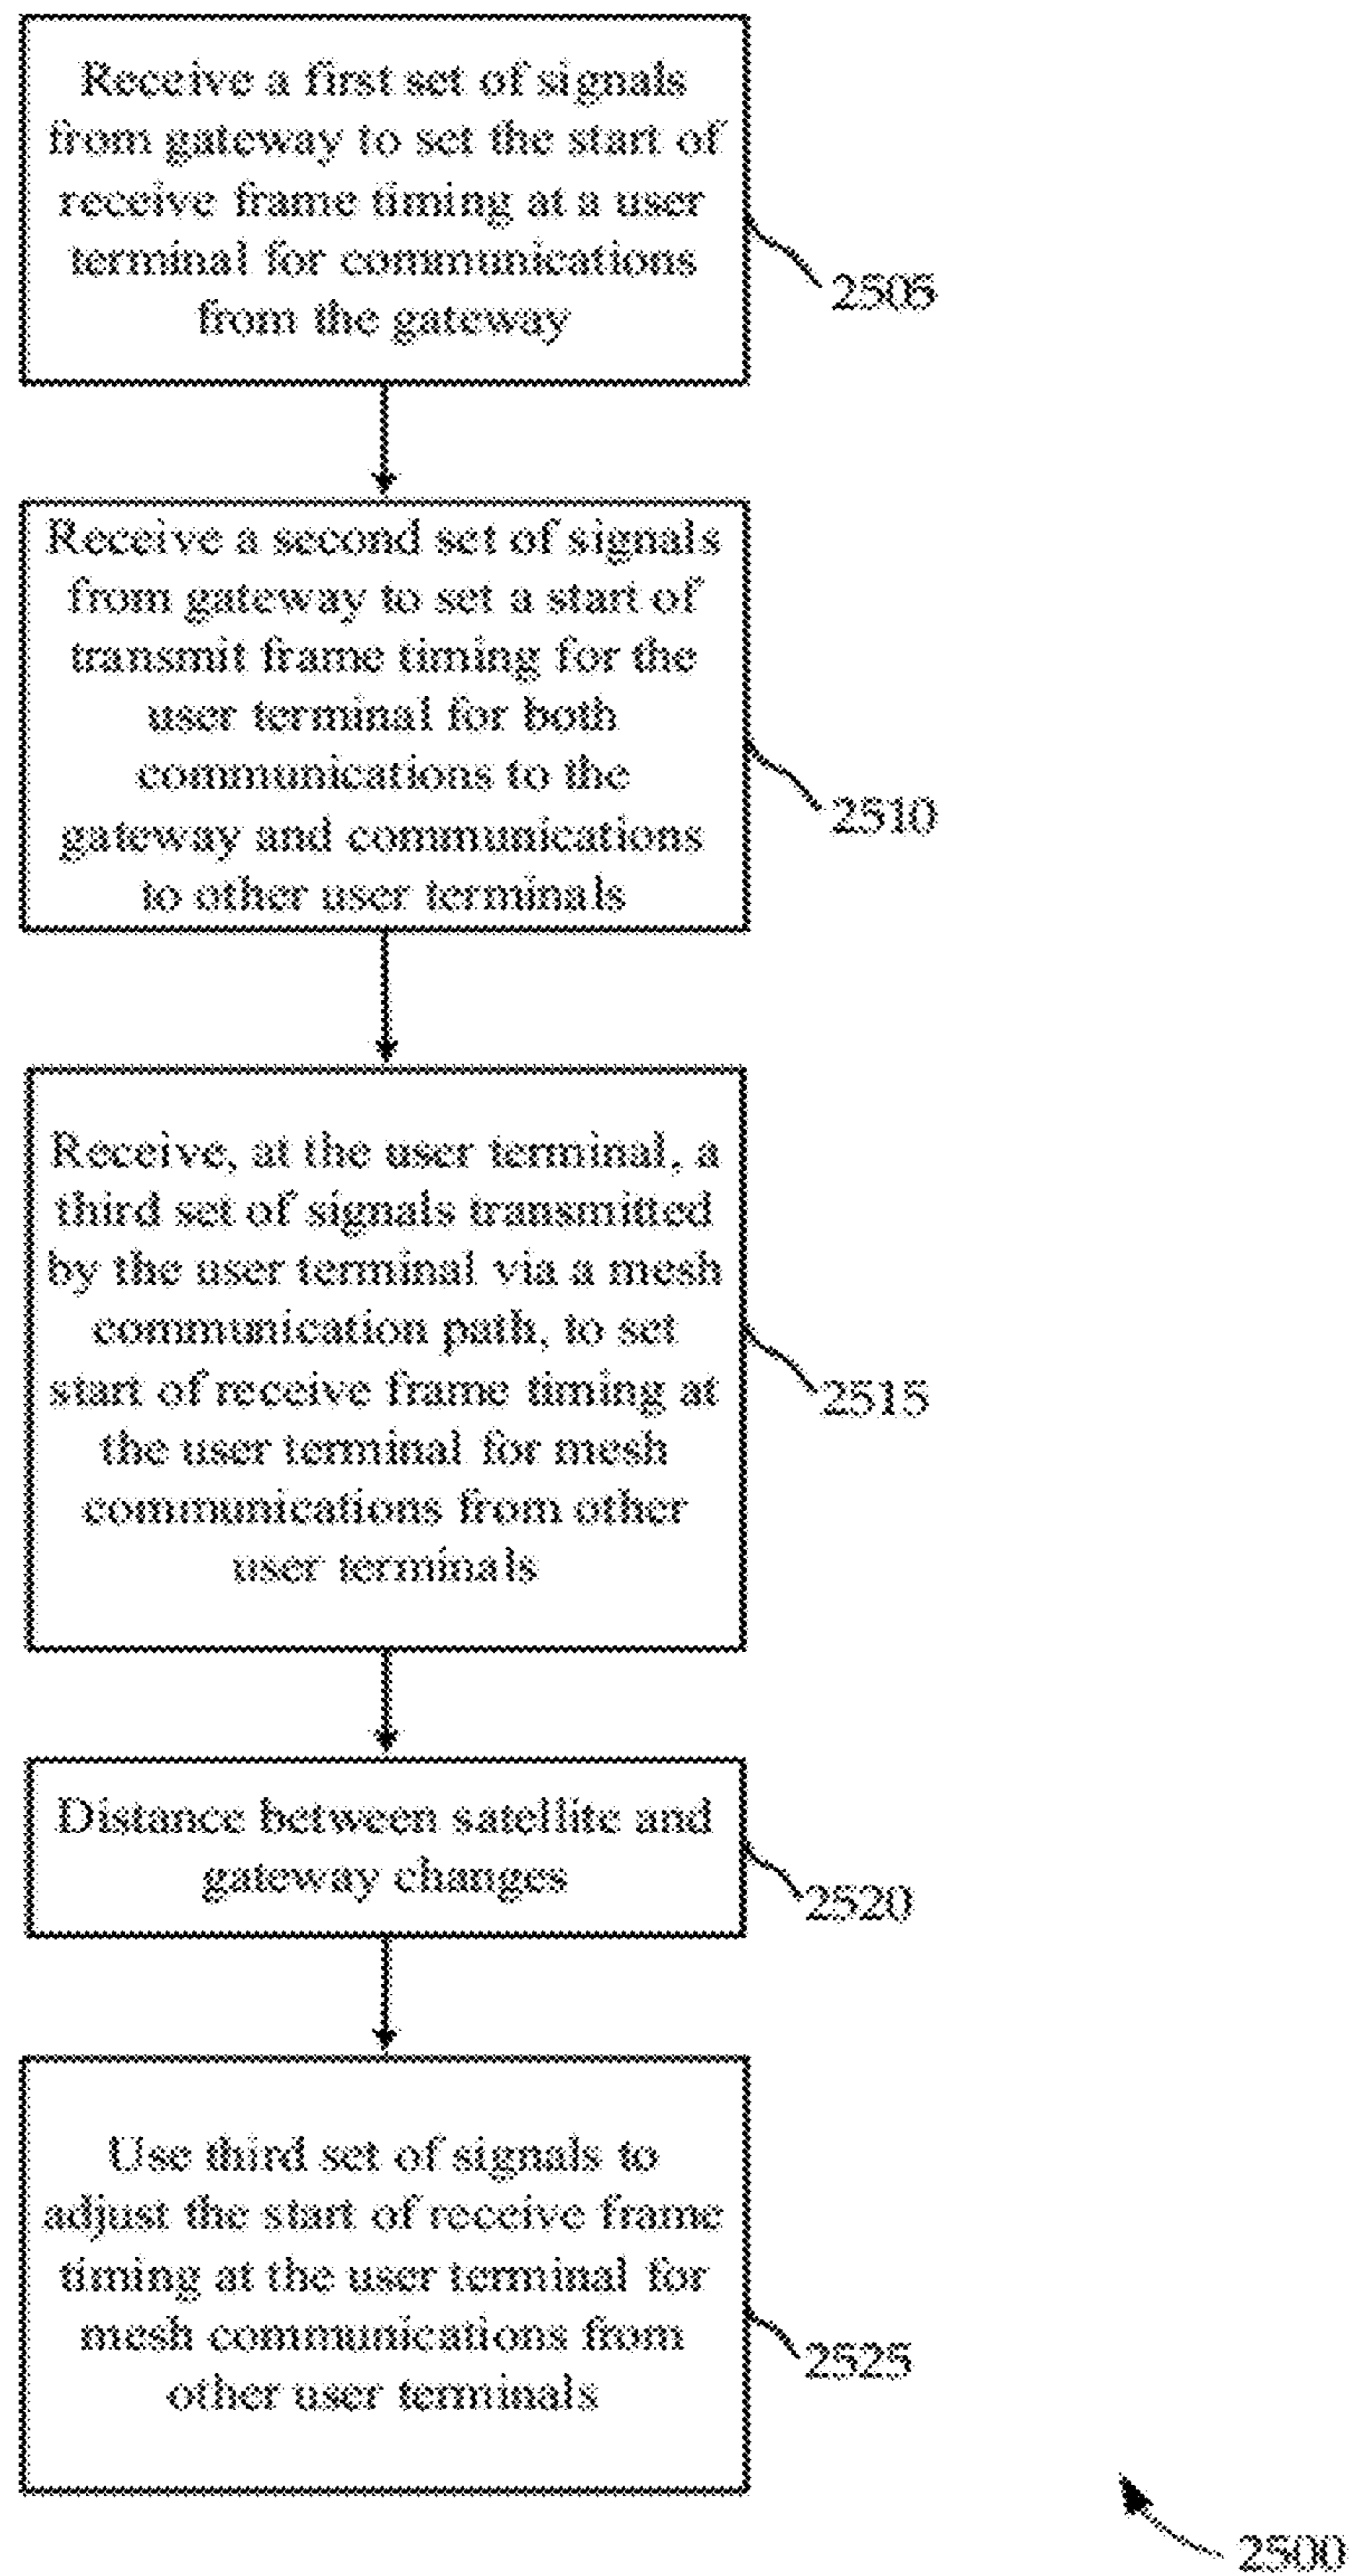 Receive a first set of signals
from gateway to set the start of
receive frame timing at a user
terminal for communications
from the gateway
2505
Receive a second set of signals
from gateway to set a start of
transmit frame timing for the
user terminal for both
communications to the
gateway and communications
to other user terminals
2510
Receive, at the user terminal, a
third set of signals transmitted
by the user terminal via a mesh
communication path, to set
start of receive frame timing at
the user terminal for mesh
communications from other
user terminals
2515
Distance between satellite and
gateway changes
2520
Use third set of signals to
adjust the start of receive frame
timing at the user terminal for
mesh communications from
other user terminals
2525
2500